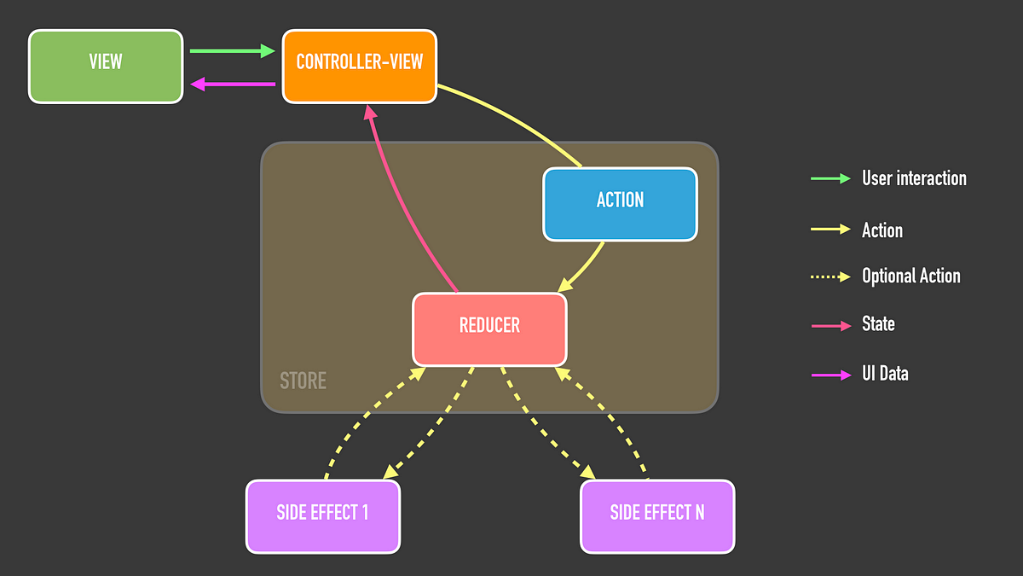 VIEW
CONTROLLER-VIEW
ACTION
REDUCER
STORE
SIDE EFFECT 1
SIDE EFFECT N
User interaction
Action
Optional Action
State
UI Data